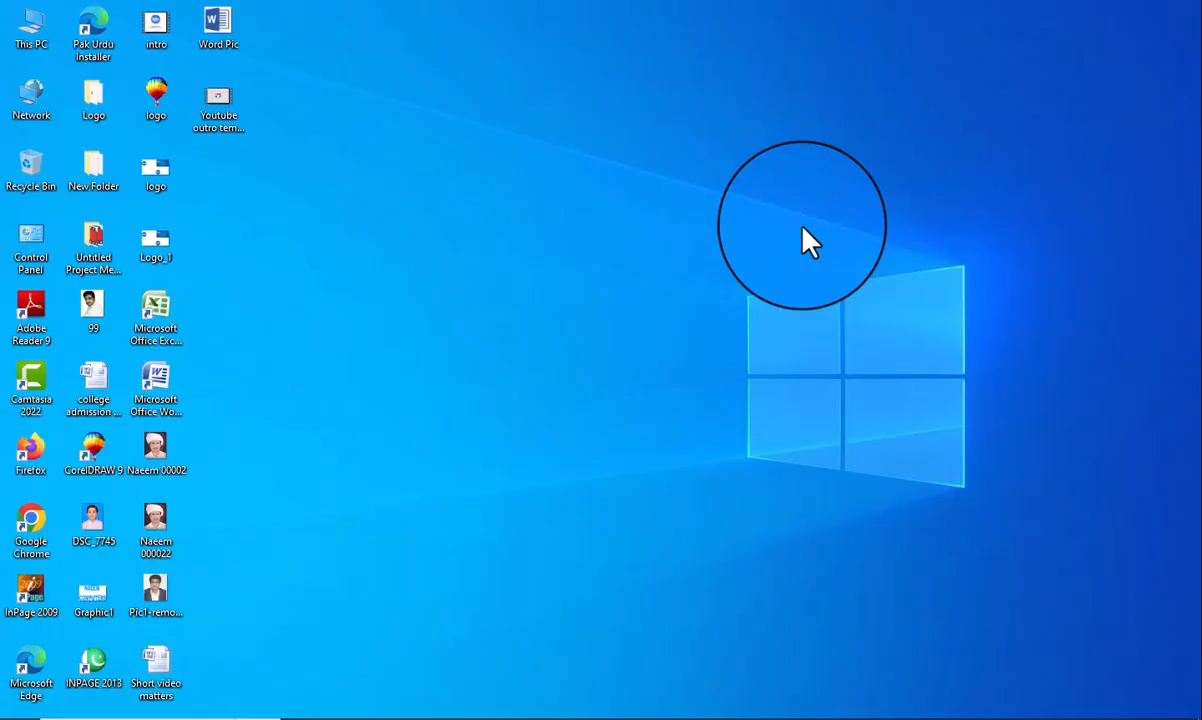 This PC
Pak Urdu
Installer
intro
Word Pic
Network
Logo
logo
Youtube
outro tem...
Recycle Bin
New Folder
logo
Control
Panel
Untitled
Project Me...
Logo_1
Adobe
Reader 9
99
Microsoft
Office Exc...
Camtasia
2022
college
admission ...
Microsoft
Office Wo...
Firefox
CorelDRAW 9
Naeem 00002
Google
Chrome
DSC_7745
Naeem
000022
InPage 2009
Graphic1
Pic1-remo...
Microsoft
Edge
INPAGE 2013
Short video
matters